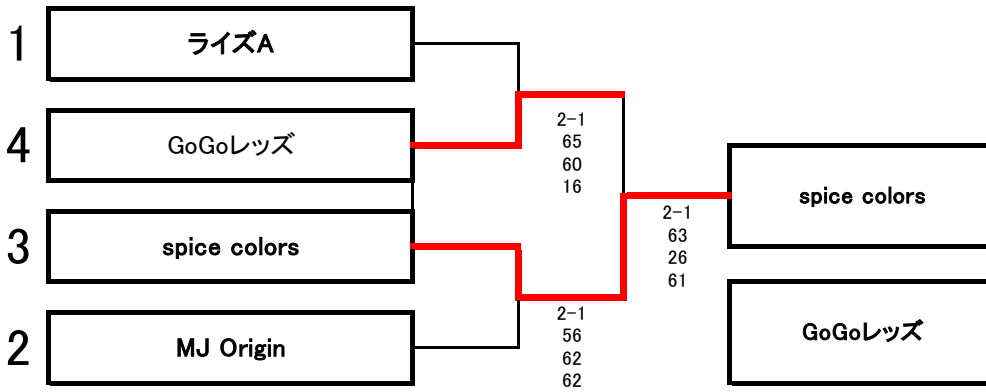 1
ライズA
4
GoGoレッズ
3
spice colors
2
MJ Origin
2-1
65
60
16
2-1
56
62
62
2-1
63
26
61
spice colors
GoGoレッズ